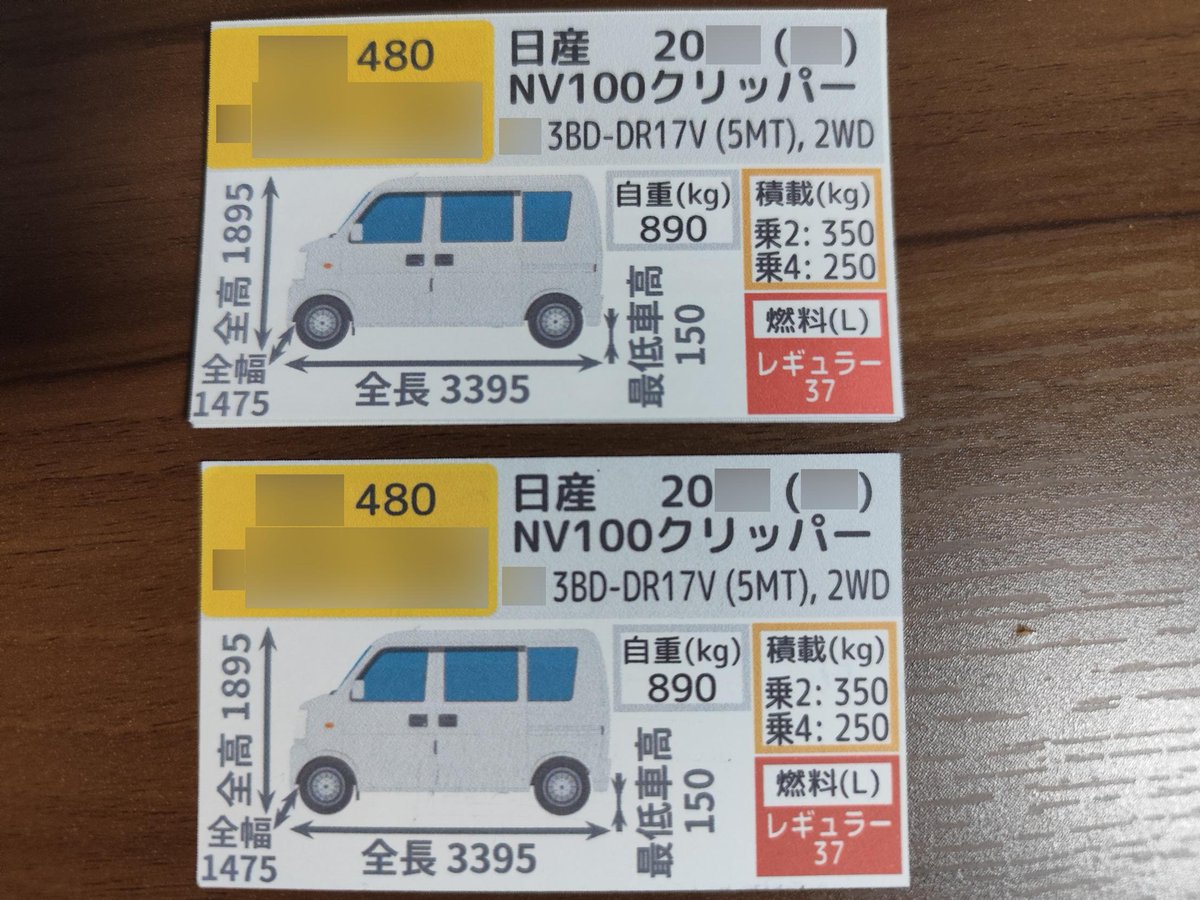 480
日産 20 ( )
NV100クリッパー
3BD-DR17V (5MT), 2WD
全高 1895
全幅
1475
全長 3395
最低車高
150
自重(kg)
890
積載(kg)
乗2: 350
乗4: 250
燃料(L)
レギュラー
37
480
日産 20 ( )
NV100クリッパー
3BD-DR17V (5MT), 2WD
全高 1895
全幅
1475
全長 3395
最低車高
150
自重(kg)
890
積載(kg)
乗2: 350
乗4: 250
燃料(L)
レギュラー
37